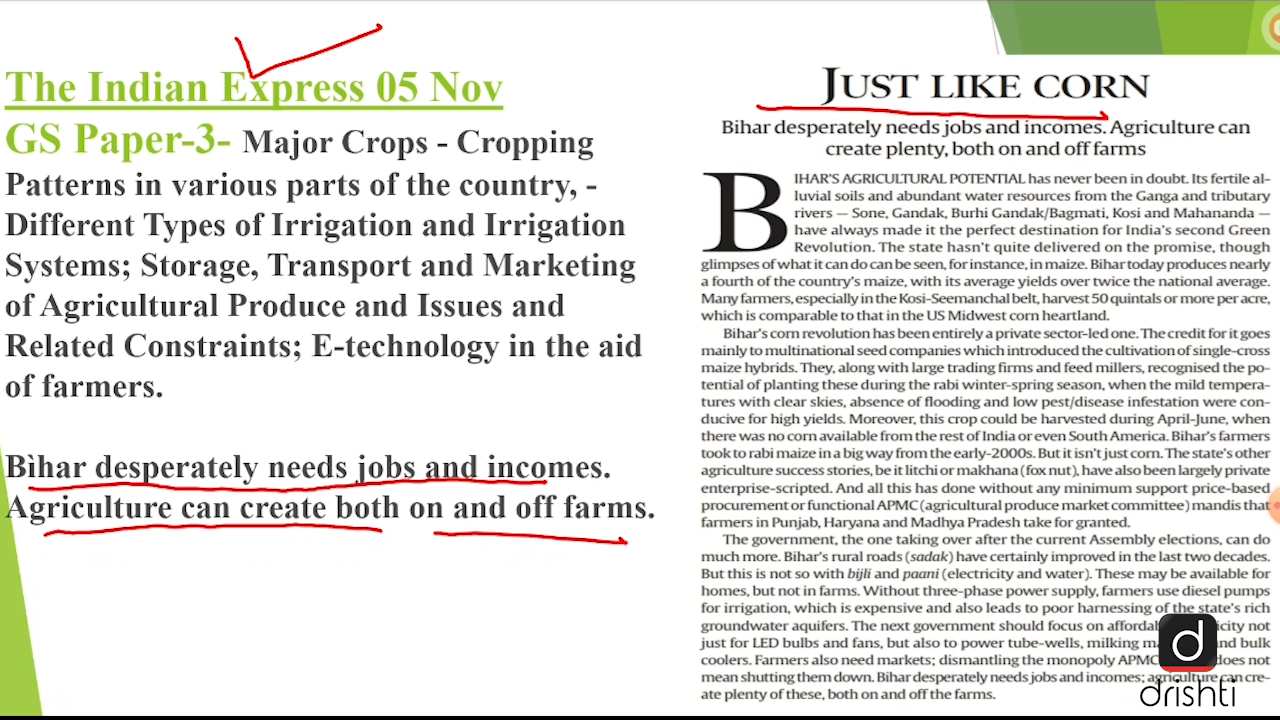 The Indian Express 05 Nov
GS Paper-3- Major Crops - Cropping
Patterns in various parts of the country, -
Different Types of Irrigation and Irrigation
Systems; Storage, Transport and Marketing
of Agricultural Produce and Issues and
Related Constraints; E-technology in the aid
of farmers.
Bìhar desperately needs jobs and incomes.
Agriculture can create both on and off farms.
JUST LIKE CORN
Bihar desperately needs jobs and incomes. Agriculture can
create plenty, both on and off farms
BIHAR'S AGRICULTURAL POTENTIAL has never been in doubt. Its fertile al-
luvial soils and abundant water resources from the Ganga and tributary
rivers — Sone, Gandak, Burhi Gandak/Bagmati, Kosi and Mahananda —
have always made it the perfect destination for India's second Green
Revolution. The state hasn't quite delivered on the promise, though
glimpses of what it can do can be seen, for instance, in maize. Bihar today produces nearly
a fourth of the country's maize, with its average yields over twice the national average.
Many farmers, especially in the Kosi-Seemanchal belt, harvest 50 quintals or more per acre,
which is comparable to that in the US Midwest corn heartland.
Bihar's corn revolution has been entirely a private sector-led one. The credit for it goes
mainly to multinational seed companies which introduced the cultivation of single-cross
maize hybrids. They, along with large trading firms and feed millers, recognised the po-
tential of planting these during the rabi winter-spring season, when the mild tempera-
tures with clear skies, absence of flooding and low pest/disease infestation were con-
ducive for high yields. Moreover, this crop could be harvested during April-June, when
there was no corn available from the rest of India or even South America. Bihar's farmers
took to rabi maize in a big way from the early-2000s. But it isn't just corn. The state's other
agriculture success stories, be it litchi or makhana (fox nut), have also been largely private
enterprise-scripted. And all this has done without any minimum support price-based
procurement or functional APMC (agricultural produce market committee) mandis that
farmers in Punjab, Haryana and Madhya Pradesh take for granted.
The government, the one taking over after the current Assembly elections, can do
much more. Bihar's rural roads (sadak) have certainly improved in the last two decades.
But this is not so with bijli and paani (electricity and water). These may be available for
homes, but not in farms. Without three-phase power supply, farmers use diesel pumps
for irrigation, which is expensive and also leads to poor harnessing of the state's rich
groundwater aquifers. The next government should focus on not
just for LED bulbs and fans, but also to power tube-wells, milking and bulk
coolers. Farmers also need markets; dismantling the monopoly APMC does not
mean shutting them down. Bihar desperately needs jobs and incomes; agriculture can cre-
ate plenty of these, both on and off the farms.
d
drishti